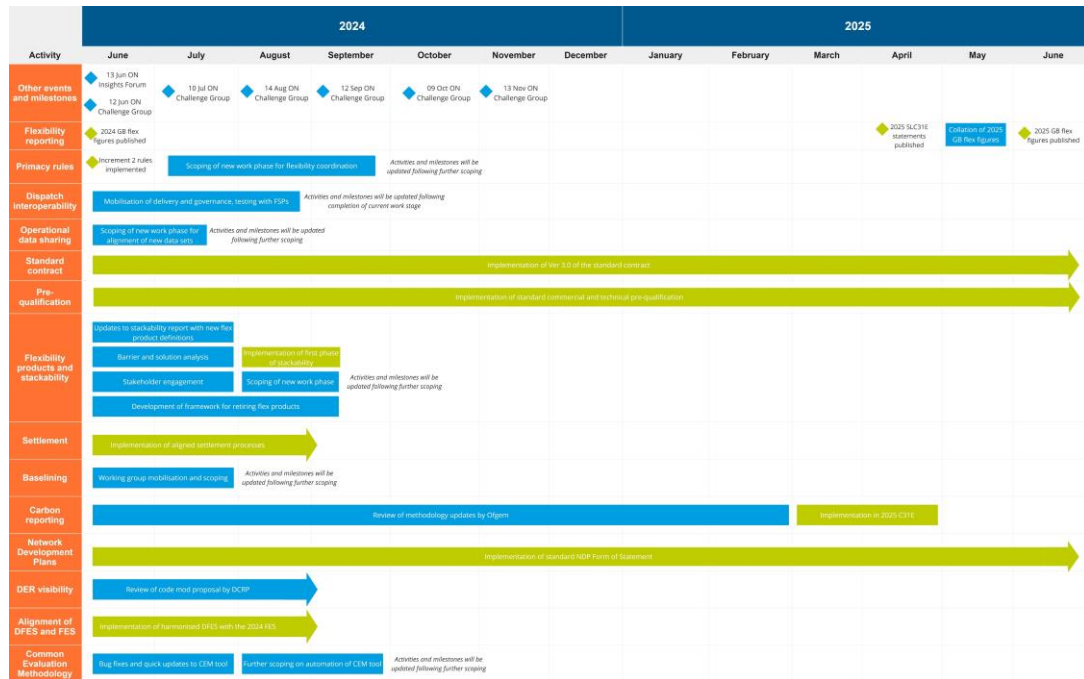 2024
2025
Activity
June
July
August
September
October
November
December
January
February
March
April
May
June
Other events
and milestones
13 Jun ON
Insights Forum
12 Jun ON
Challenge Group
10 Jul ON
Challenge Group
14 Aug ON
Challenge Group
12 Sep ON
Challenge Group
09 Oct ON
Challenge Group
13 Nov ON
Challenge Group
Flexibility
reporting
2024 GB flex
figures published
2025 SLC31E
statements
published
Collation of 2025
GB flex figures
2025 GB flex
figures published
Primacy rules
Increment 2 rules
implemented
Scoping of new work phase for flexibility coordination
Activities and milestones will be
updated following further scoping
Dispatch
interoperability
Mobilisation of delivery and governance, testing with FSPs
Activities and milestones will be updated following
completion of current work stage
Operational
data sharing
Scoping of new work phase for
alignment of new data sets
Activities and milestones will be updated
following further scoping
Standard
contract
Implementation of Ver 3.0 of the standard contract
Pre-
qualification
Implementation of standard commercial and technical pre-qualification
Flexibility
products and
stackability
Updates to stackability report with new flex
product definitions
Barrier and solution analysis
Implementation of first phase
of stackability
Stakeholder engagement
Scoping of new work phase
Activities and milestones will be
updated following further scoping
Development of framework for retiring flex products
Settlement
Implementation of aligned settlement processes
Baselining
Working group mobilisation and scoping
Activities and milestones will be
updated following further scoping
Carbon
reporting
Review of methodology updates by Ofgem
Implementation in 2025 C31E
Network
Development
Plans
Implementation of standard NDP Form of Statement
DER visibility
Review of code mod proposal by DCRP
Alignment of
DFES and FES
Implementation of harmonised DFES with the 2024 FES
Common
Evaluation
Methodology
Bug fixes and quick updates to CEM tool
Further scoping on automation of CEM tool
Activities and milestones will be
updated following further scoping